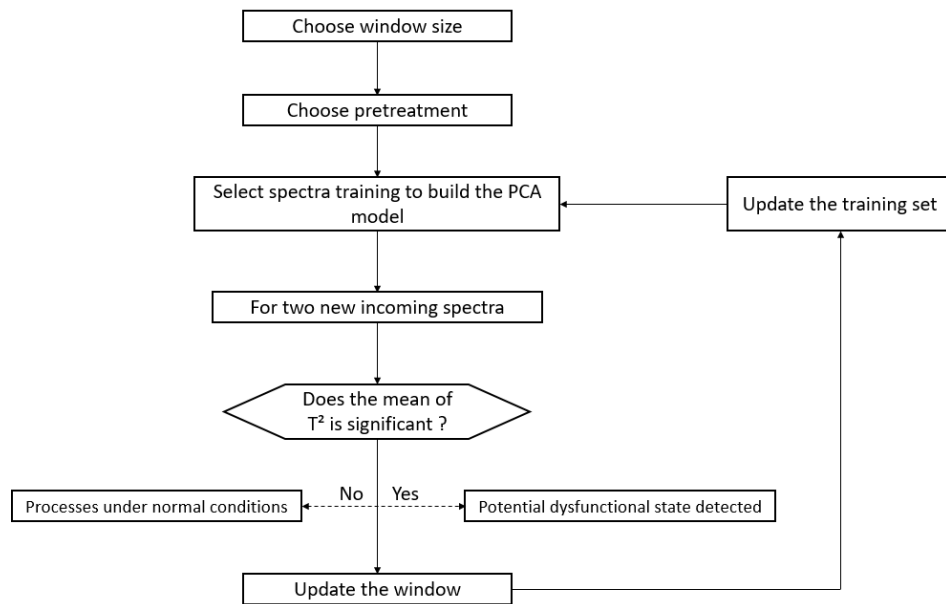 Choose window size
Choose pretreatment
Select spectra training to build the PCA
model
Update the training set
For two new incoming spectra
Does the mean of
T² is significant ?
No
Yes
Processes under normal conditions
Potential dysfunctional state detected
Update the window